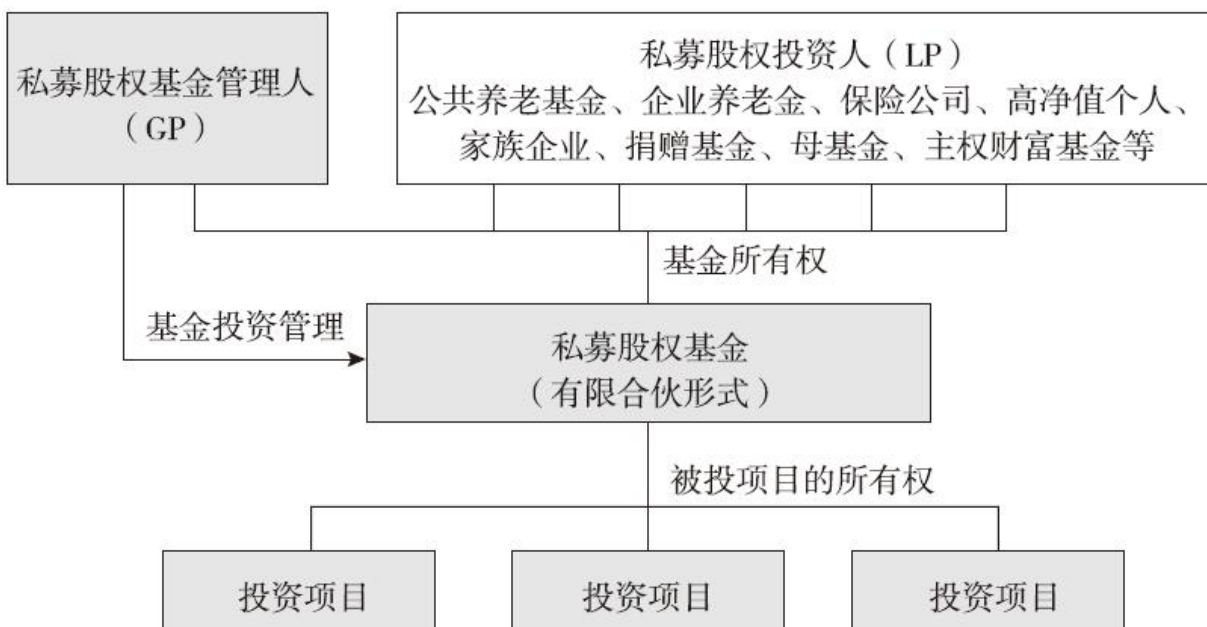 私募股权基金管理人
（GP）
私募股权投资人（LP）
公共养老基金、企业养老金、保险公司、高净值个人、
家族企业、捐赠基金、母基金、主权财富基金等
基金所有权
基金投资管理
私募股权基金
（有限合伙形式）
被投项目的所有权
投资项目
投资项目
投资项目